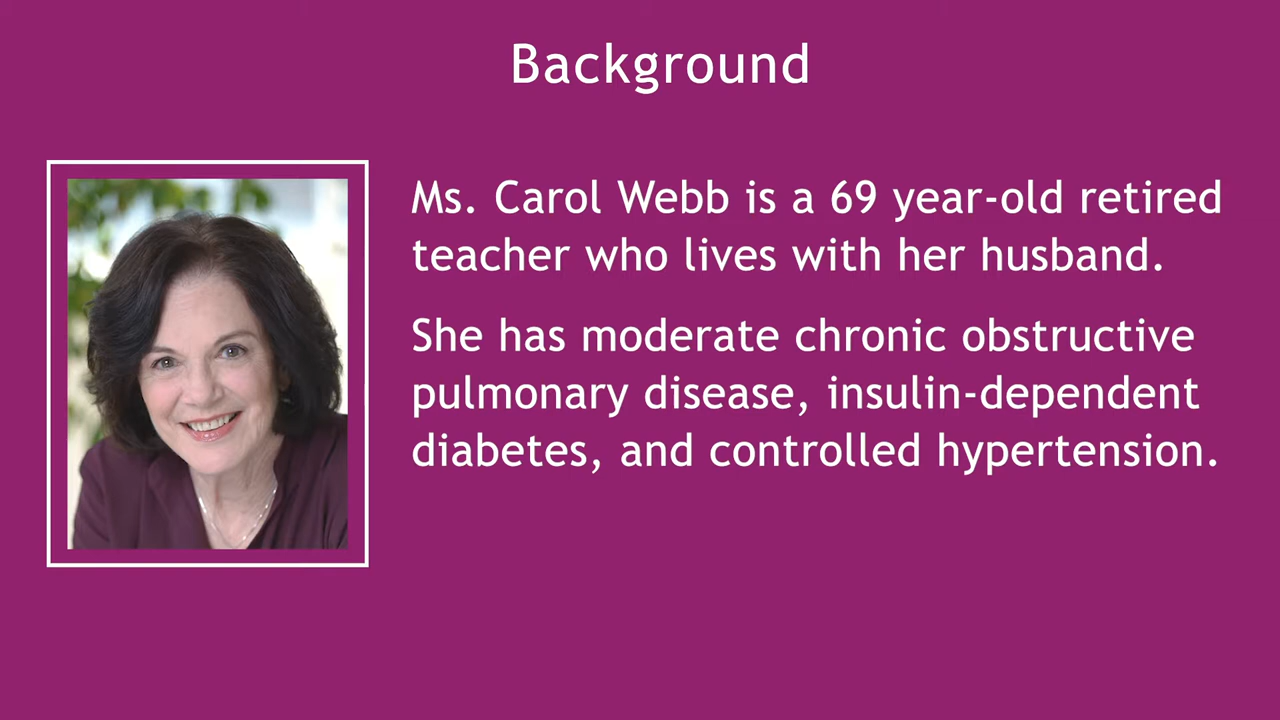 Background
Ms. Carol Webb is a 69 year-old retired
teacher who lives with her husband.
She has moderate chronic obstructive
pulmonary disease, insulin-dependent
diabetes, and controlled hypertension.